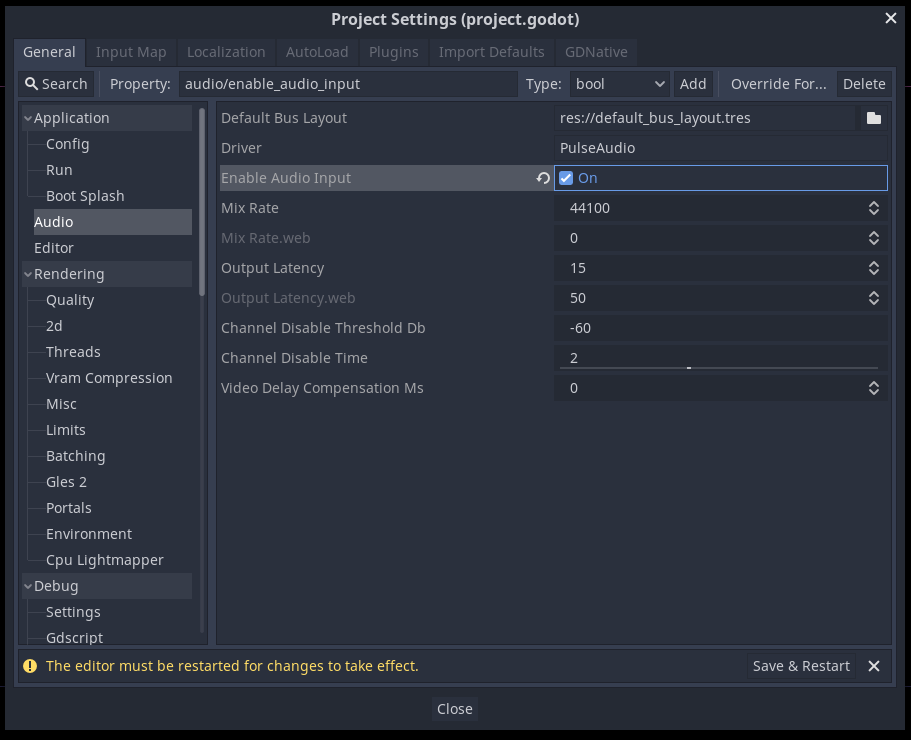 Project Settings (project.godot)
General Input Map Localization AutoLoad Plugins Import Defaults GDNative
Search Property: audio/enable_audio_input Type: bool Add Override For... Delete
Application
Config
Run
Boot Splash
Audio
Editor
Rendering
Quality
2d
Threads
Vram Compression
Misc
Limits
Batching
Gles 2
Portals
Environment
Cpu Lightmapper
Debug
Settings
Gdscript
Default Bus Layout res://default_bus_layout.tres
Driver PulseAudio
Enable Audio Input On
Mix Rate 44100
Mix Rate.web 0
Output Latency 15
Output Latency.web 50
Channel Disable Threshold Db -60
Channel Disable Time 2
Video Delay Compensation Ms 0
The editor must be restarted for changes to take effect. Save & Restart
Close